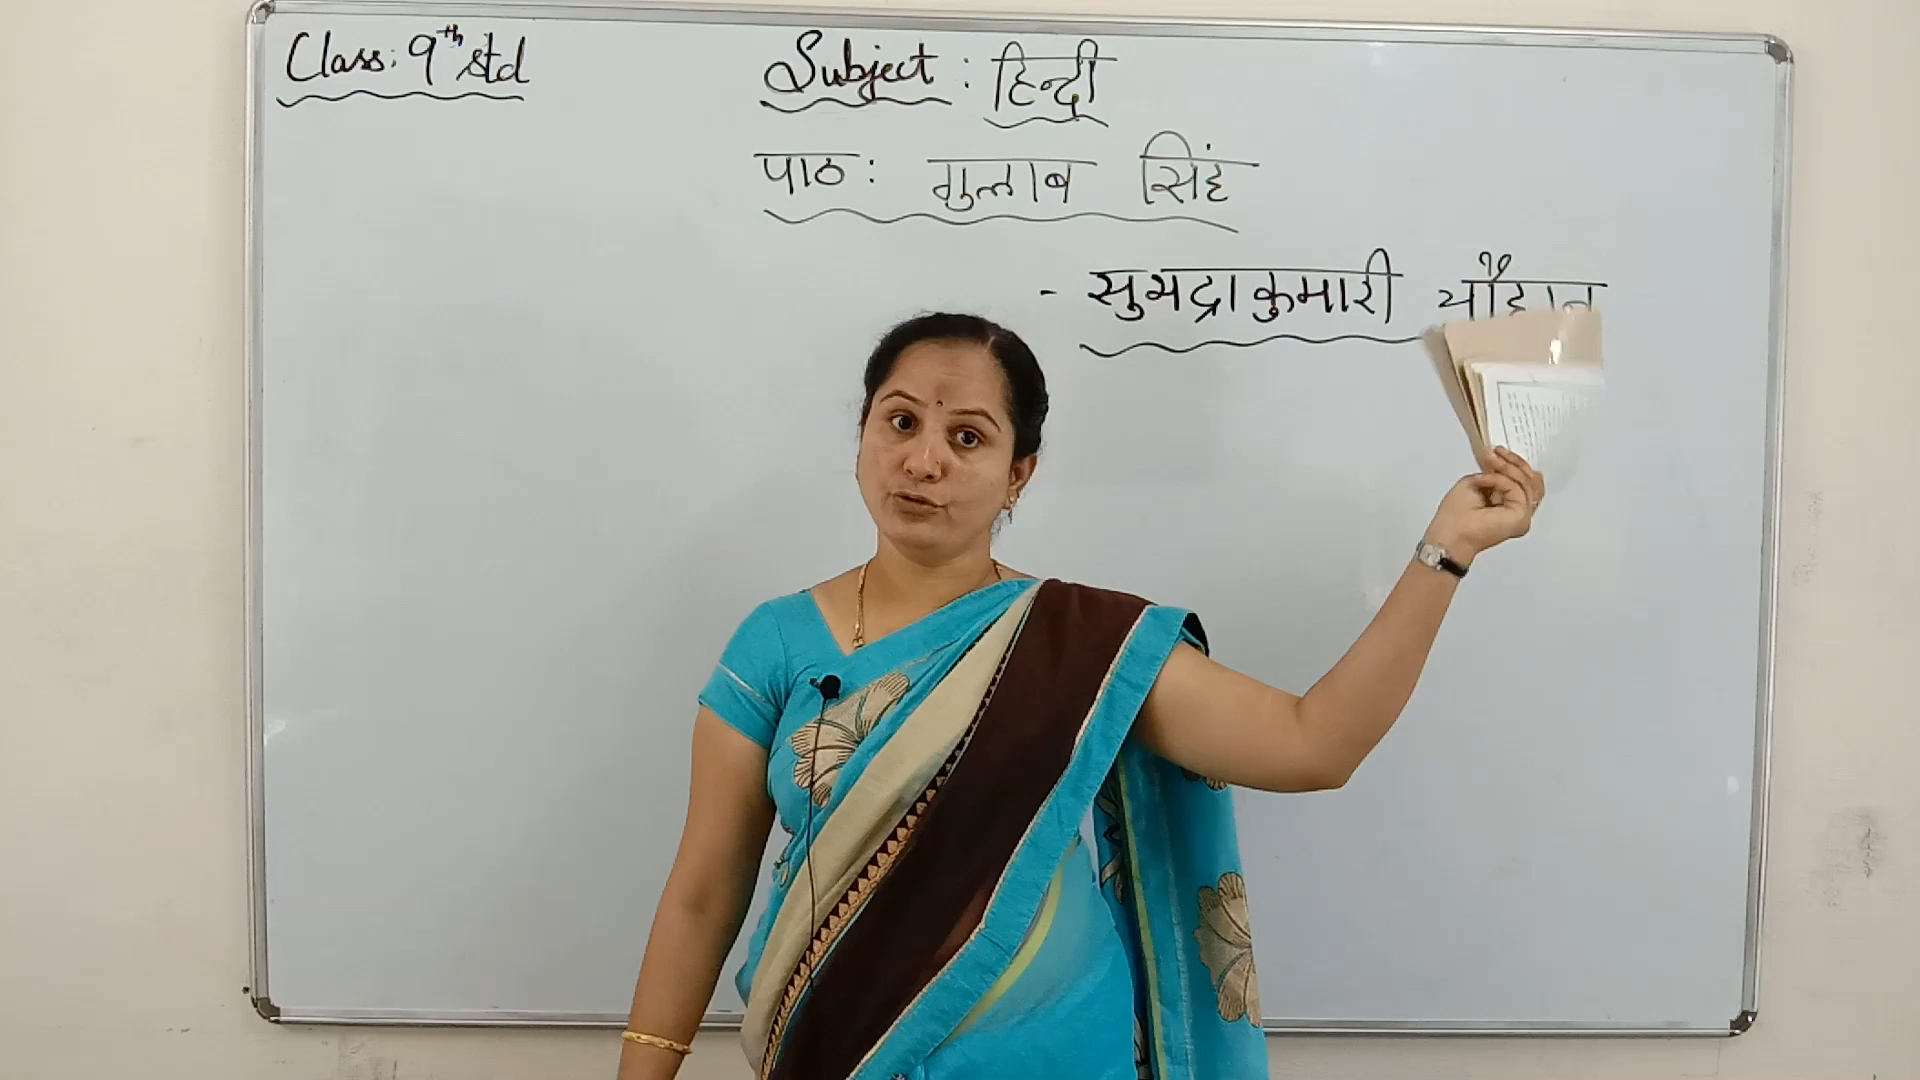 Class: 9th std
Subject : हिन्दी
पाठ : गुलाब सिंह
- सुभद्राकुमारी चौहान